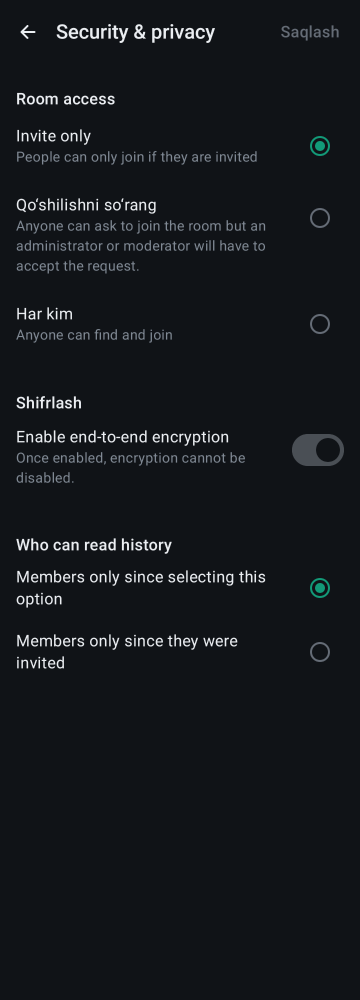 Security & privacy
Saqlash
Room access
Invite only
People can only join if they are invited
Qo‘shilishni so‘rang
Anyone can ask to join the room but an
administrator or moderator will have to
accept the request.
Har kim
Anyone can find and join
Shifrlash
Enable end-to-end encryption
Once enabled, encryption cannot be
disabled.
Who can read history
Members only since selecting this
option
Members only since they were
invited